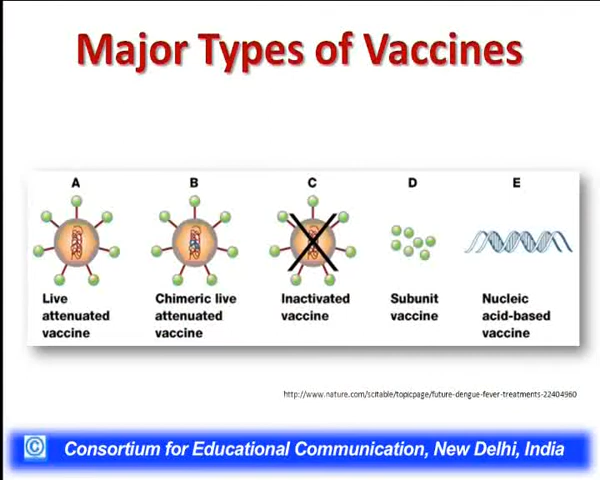 Major Types of Vaccines
A B C D E
Live attenuated vaccine
Chimeric live attenuated vaccine
Inactivated vaccine
Subunit vaccine
Nucleic acid-based vaccine
http://www.nature.com/scitable/topicpage/future-dengue-fever-treatments-22404960
© Consortium for Educational Communication, New Delhi, India